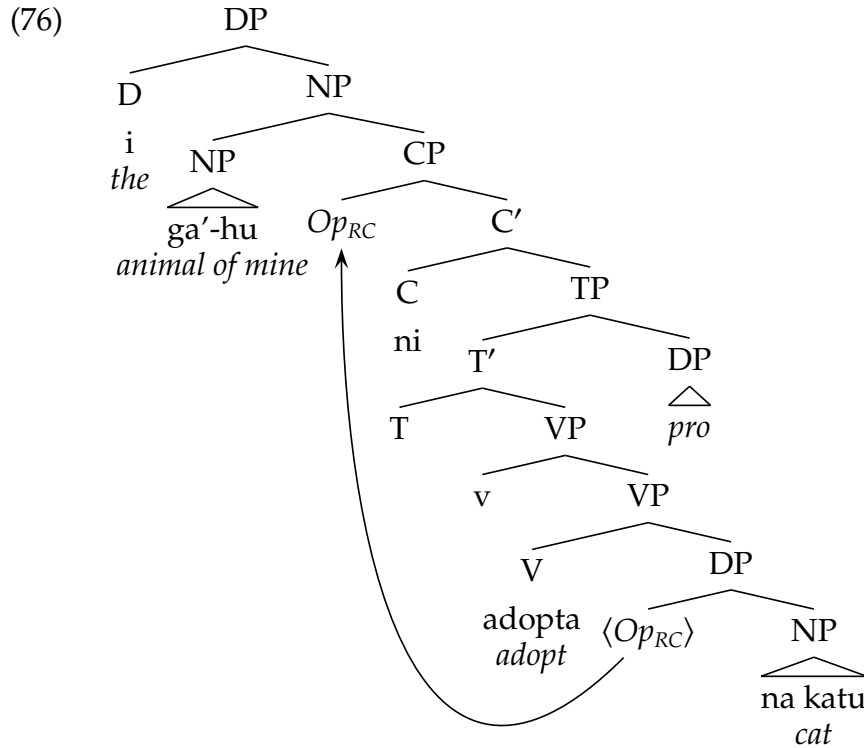 (76)
DP
D NP
i
the
NP CP
ga′-hu
animal of mine
Op_RC C′
C TP
ni
T′ DP
pro
T VP
v VP
V DP
adopta
adopt
⟨Op_RC⟩ NP
na katu
cat